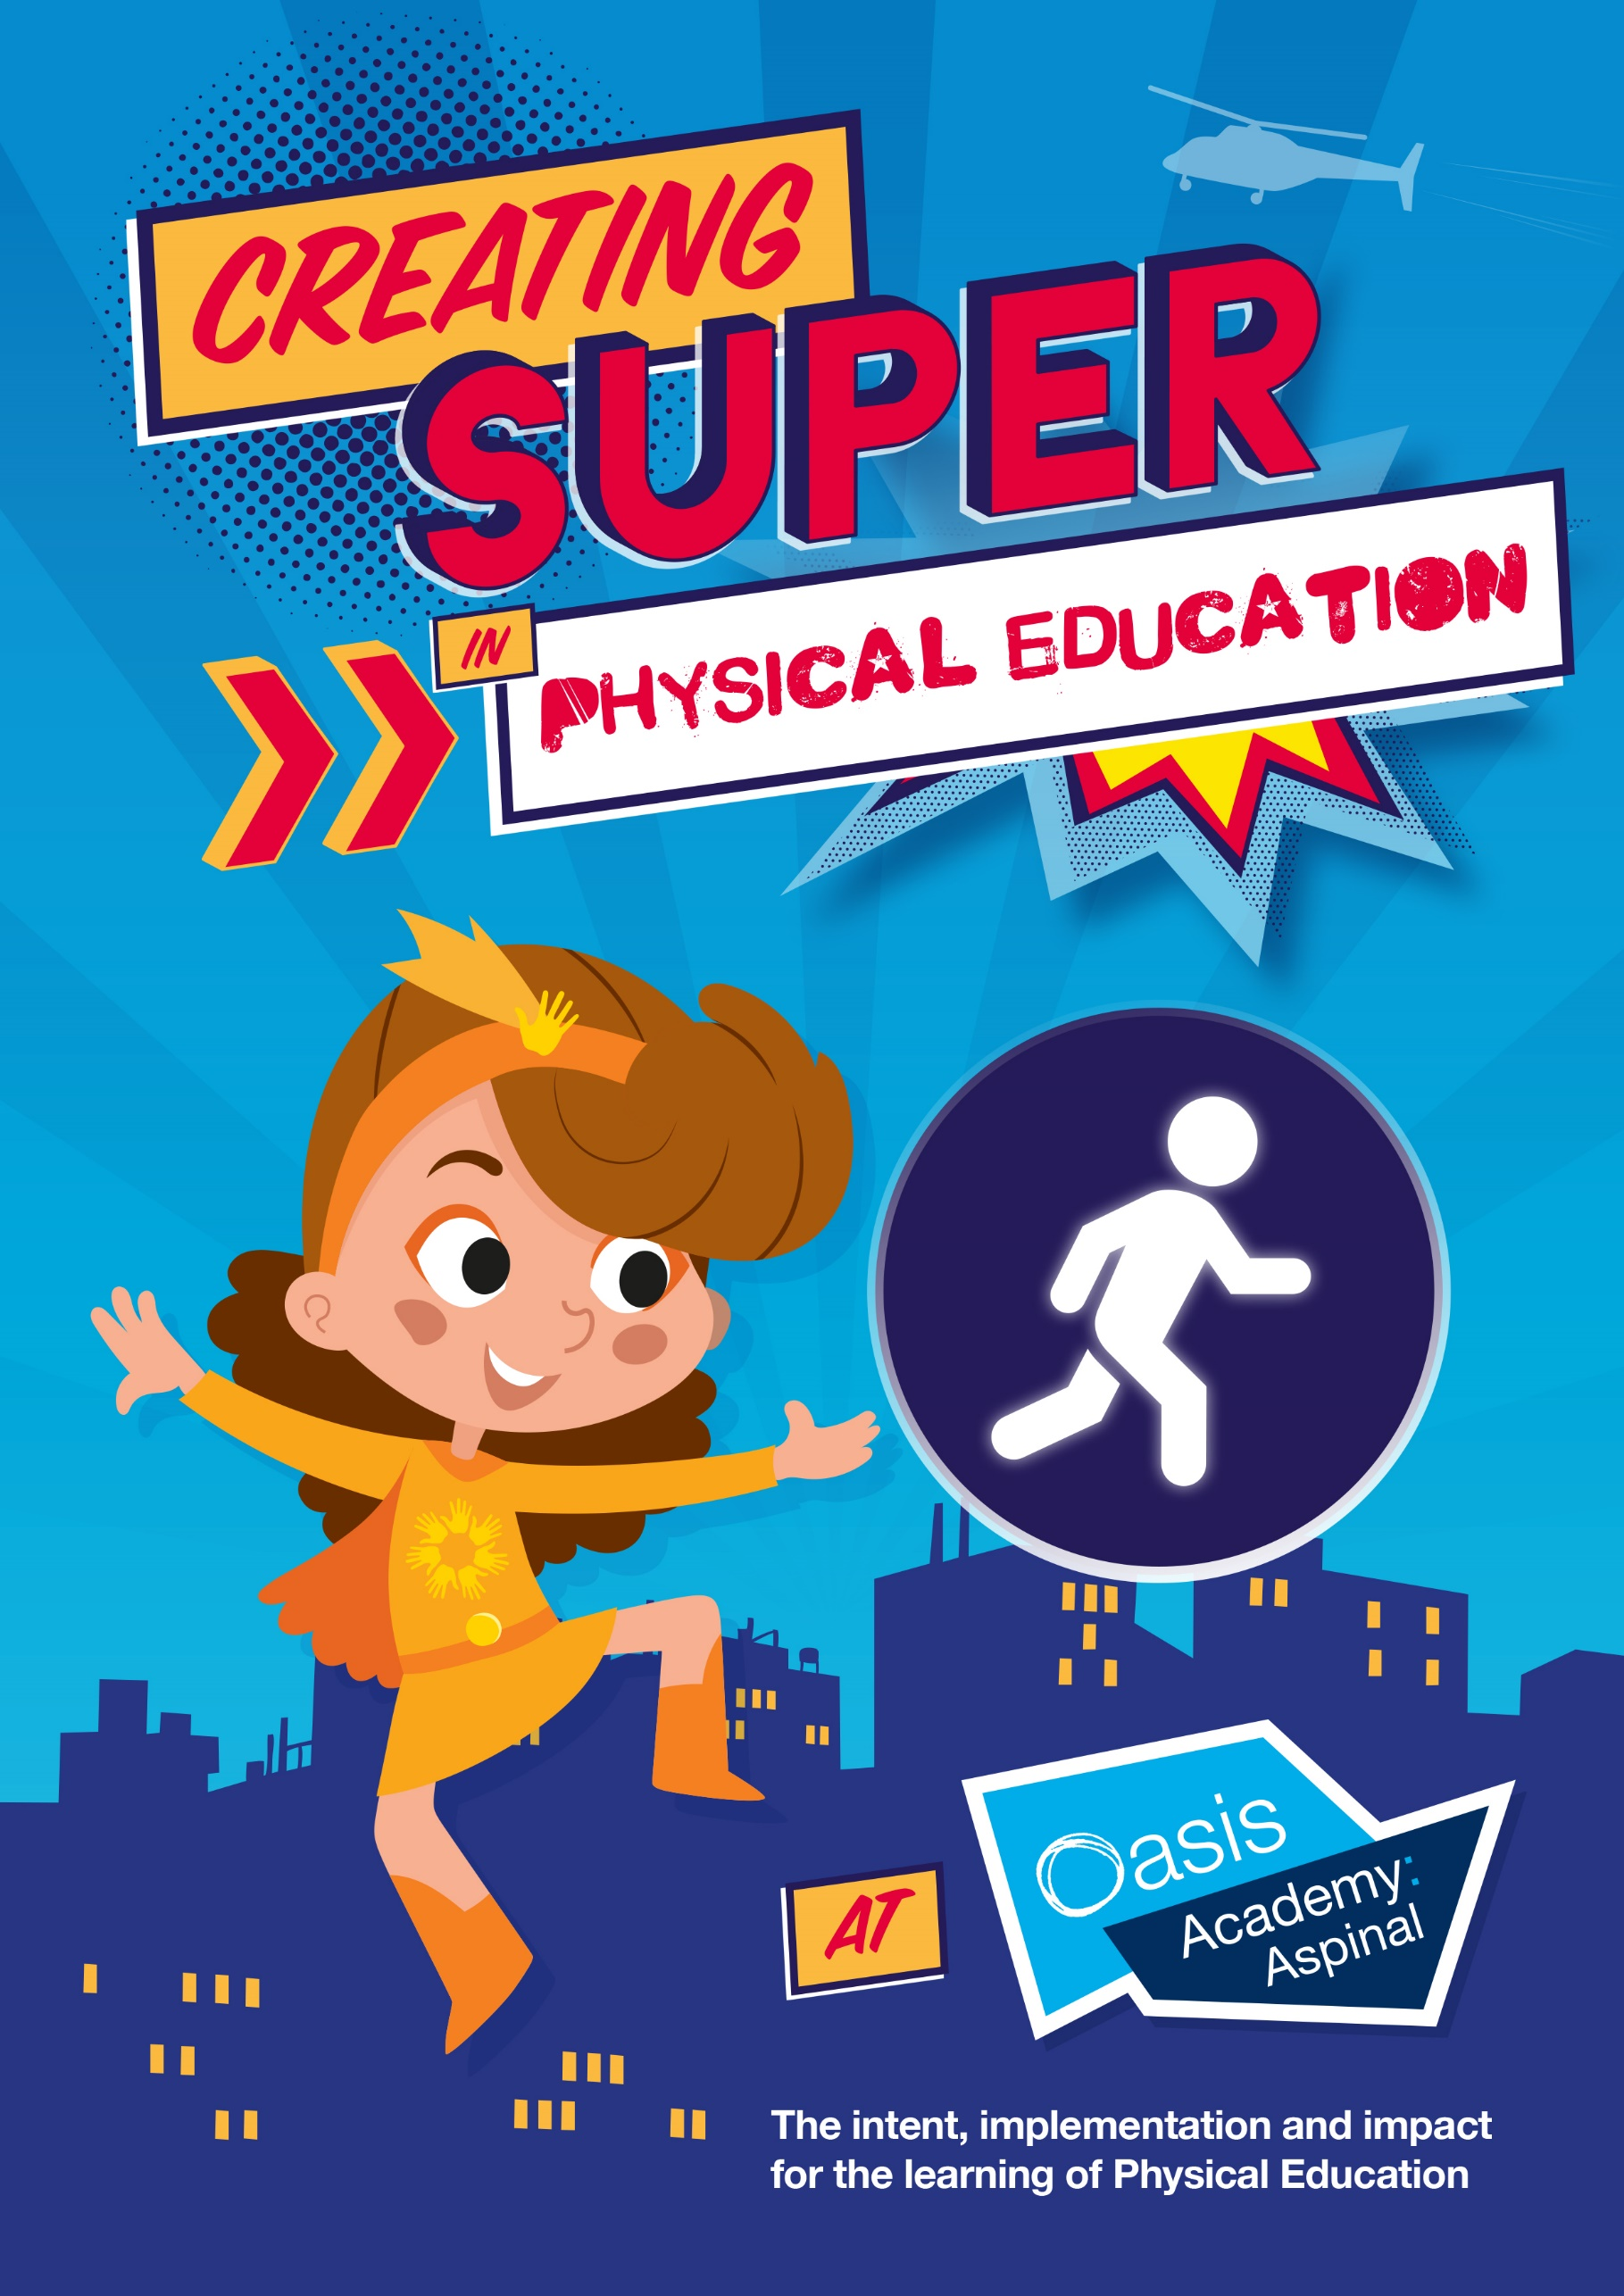 CREATING
SUPER
IN
PHYSICAL EDUCATION
AT
Oasis
Academy:
Aspinal
The intent, implementation and impact
for the learning of Physical Education